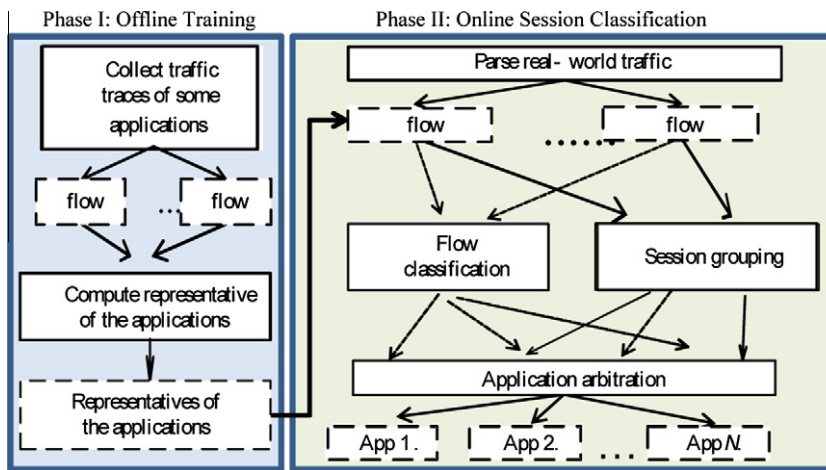 Phase I: Offline Training
Collect traffic
traces of some
applications
flow
...
flow
Compute representative
of the applications
Representatives of
the applications
Phase II: Online Session Classification
Parse real- world traffic
flow
......
flow
Flow
classification
Session grouping
Application arbitration
App 1.
App 2.
...
App N.